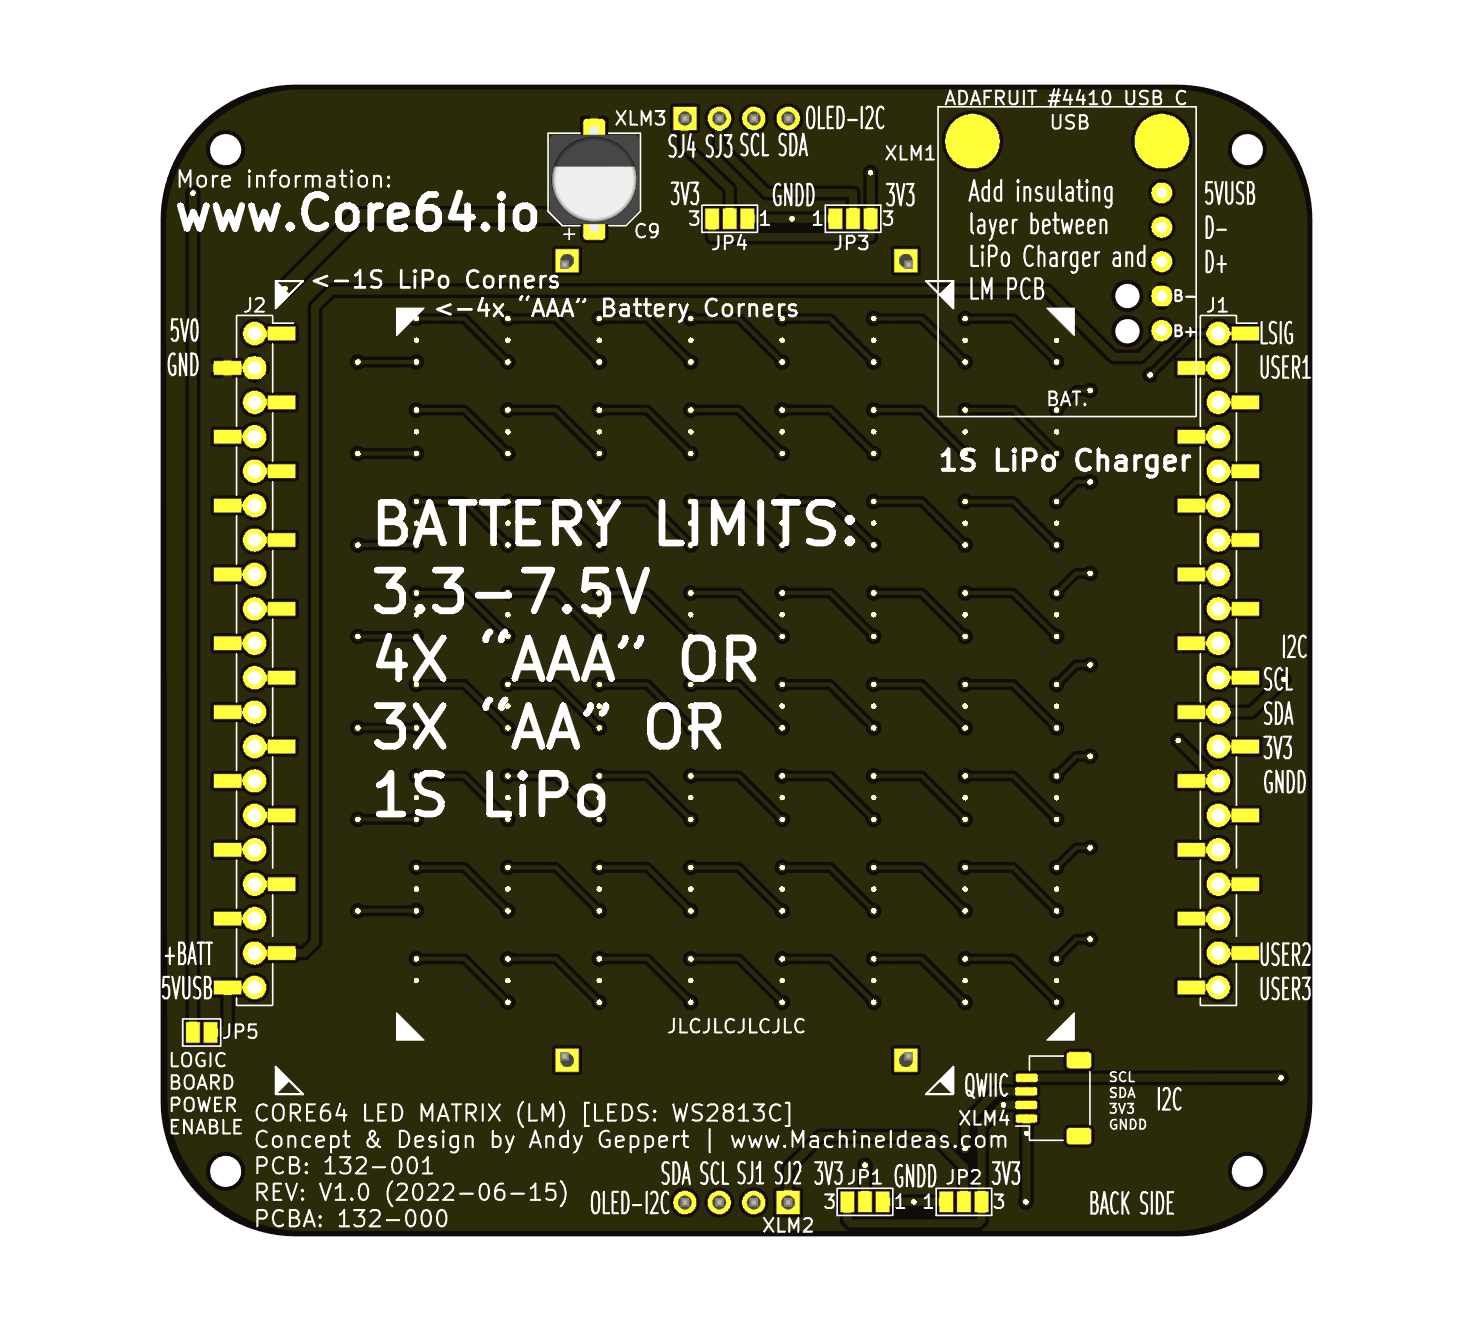 ADAFRUIT #4410 USB C
USB
XLM3
OLED-I2C
SJ4 SJ3 SCL SDA
XLM1
More information:
www.Core64.io
3V3 GNDD 3V3
3 1 1 3
JP4 JP3
+ C9
Add insulating
layer between
LiPo Charger and
LM PCB
5VUSB
D-
D+
B-
B+
BAT.
1S LiPo Charger
<-1S LiPo Corners
<-4x "AAA" Battery Corners
J2
5V0
GND
J1
LSIG
USER1
BATTERY LIMITS:
3.3-7.5V
4X "AAA" OR
3X "AA" OR
1S LiPo
I2C
SCL
SDA
3V3
GNDD
+BATT
5VUSB
USER2
USER3
JP5
LOGIC
BOARD
POWER
ENABLE
JLCJLCJLCJLC
QWIIC
XLM4
SCL
SDA
3V3
GNDD
I2C
CORE64 LED MATRIX (LM) [LEDS: WS2813C]
Concept & Design by Andy Geppert | www.MachineIdeas.com
PCB: 132-001
REV: V1.0 (2022-06-15)
PCBA: 132-000
SDA SCL SJ1 SJ2 3V3 JP1 GNDD JP2 3V3
OLED-I2C
XLM2
3 1 1 3
BACK SIDE